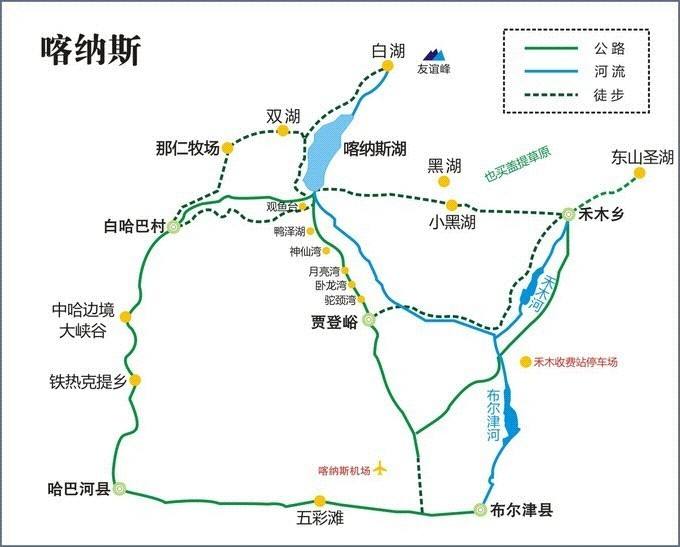 喀纳斯
白湖
友谊峰
公路
河流
徒步
双湖
那仁牧场
喀纳斯湖
黑湖
也买盖提草原
东山圣湖
观鱼台
小黑湖
禾木乡
白哈巴村
鸭泽湖
神仙湾
月亮湾
卧龙湾
驼颈湾
禾木河
中哈边境
大峡谷
贾登峪
铁热克提乡
禾木收费站停车场
布尔津河
喀纳斯机场
哈巴河县
五彩滩
布尔津县